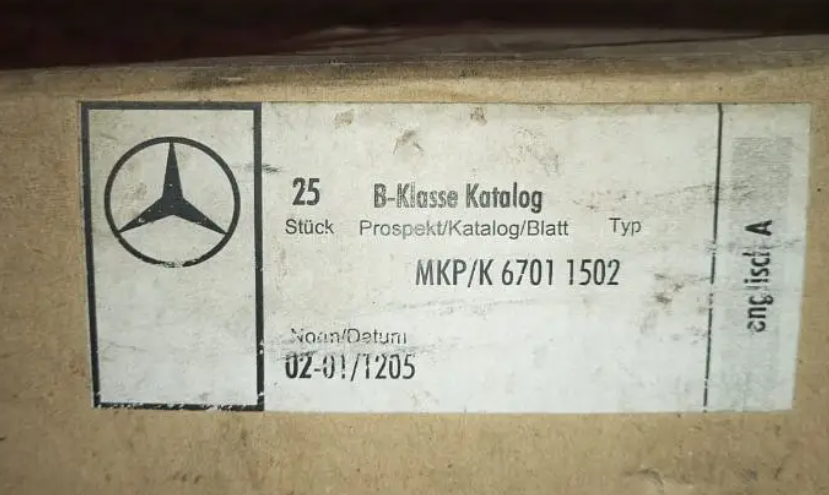 25 B-Klasse Katalog
Stück Prospekt/Katalog/Blatt Typ
MKP/K 6701 1502
Norm/Datum
02-01/1205
englisch A